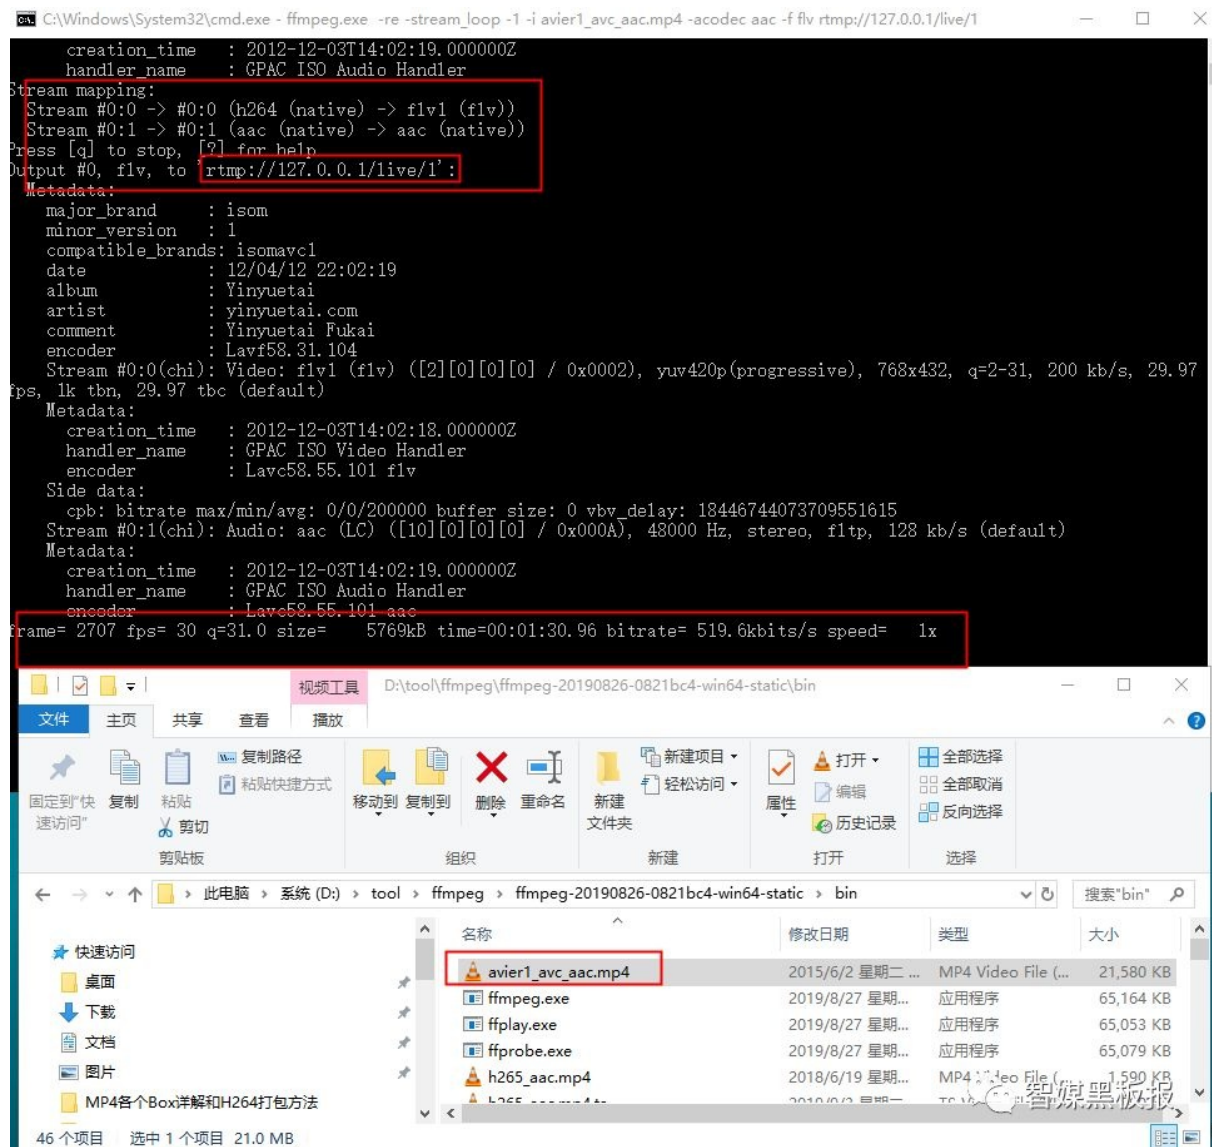 C:\Windows\System32\cmd.exe - ffmpeg.exe -re -stream_loop -1 -i avier1_avc_aac.mp4 -acodec aac -f flv rtmp://127.0.0.1/live/1
creation_time : 2012-12-03T14:02:19.000000Z
handler_name : GPAC ISO Audio Handler
Stream mapping:
Stream #0:0 -> #0:0 (h264 (native) -> flv1 (flv))
Stream #0:1 -> #0:1 (aac (native) -> aac (native))
Press [q] to stop, [?] for help
Output #0, flv, to 'rtmp://127.0.0.1/live/1':
Metadata:
major_brand : isom
minor_version : 1
compatible_brands: isomavc1
date : 12/04/12 22:02:19
album : Yinyuetai
artist : yinyuetai.com
comment : Yinyuetai Fukai
encoder : Lavf58.31.104
Stream #0:0(chi): Video: flv1 (flv) ([2][0][0][0] / 0x0002), yuv420p(progressive), 768x432, q=2-31, 200 kb/s, 29.97
fps, 1k tbn, 29.97 tbc (default)
Metadata:
creation_time : 2012-12-03T14:02:18.000000Z
handler_name : GPAC ISO Video Handler
encoder : Lavc58.55.101 flv
Side data:
cpb: bitrate max/min/avg: 0/0/200000 buffer size: 0 vbv_delay: 18446744073709551615
Stream #0:1(chi): Audio: aac (LC) ([10][0][0][0] / 0x000A), 48000 Hz, stereo, fltp, 128 kb/s (default)
Metadata:
creation_time : 2012-12-03T14:02:19.000000Z
handler_name : GPAC ISO Audio Handler
encoder : Lavc58.55.101 aac
frame= 2707 fps= 30 q=31.0 size= 5769kB time=00:01:30.96 bitrate= 519.6kbits/s speed= 1x
视频工具 D:\tool\ffmpeg\ffmpeg-20190826-0821bc4-win64-static\bin
文件 主页 共享 查看 播放
固定到"快速访问" 复制 粘贴 复制路径 粘贴快捷方式 剪切
移动到 复制到 删除 重命名
新建文件夹 新建项目 轻松访问
属性 打开 编辑 历史记录
全部选择 全部取消 反向选择
剪贴板 组织 新建 打开 选择
此电脑 › 系统 (D:) › tool › ffmpeg › ffmpeg-20190826-0821bc4-win64-static › bin 搜索"bin"
名称 修改日期 类型 大小
快速访问
桌面
下载
文档
图片
MP4各个Box详解和H264打包方法
avier1_avc_aac.mp4 2015/6/2 星期二 ... MP4 Video File (... 21,580 KB
ffmpeg.exe 2019/8/27 星期... 应用程序 65,164 KB
ffplay.exe 2019/8/27 星期... 应用程序 65,053 KB
ffprobe.exe 2019/8/27 星期... 应用程序 65,079 KB
h265_aac.mp4 2018/6/19 星期... MP4 Video File (... 1,590 KB
智媒黑板报
46 个项目 选中 1 个项目 21.0 MB